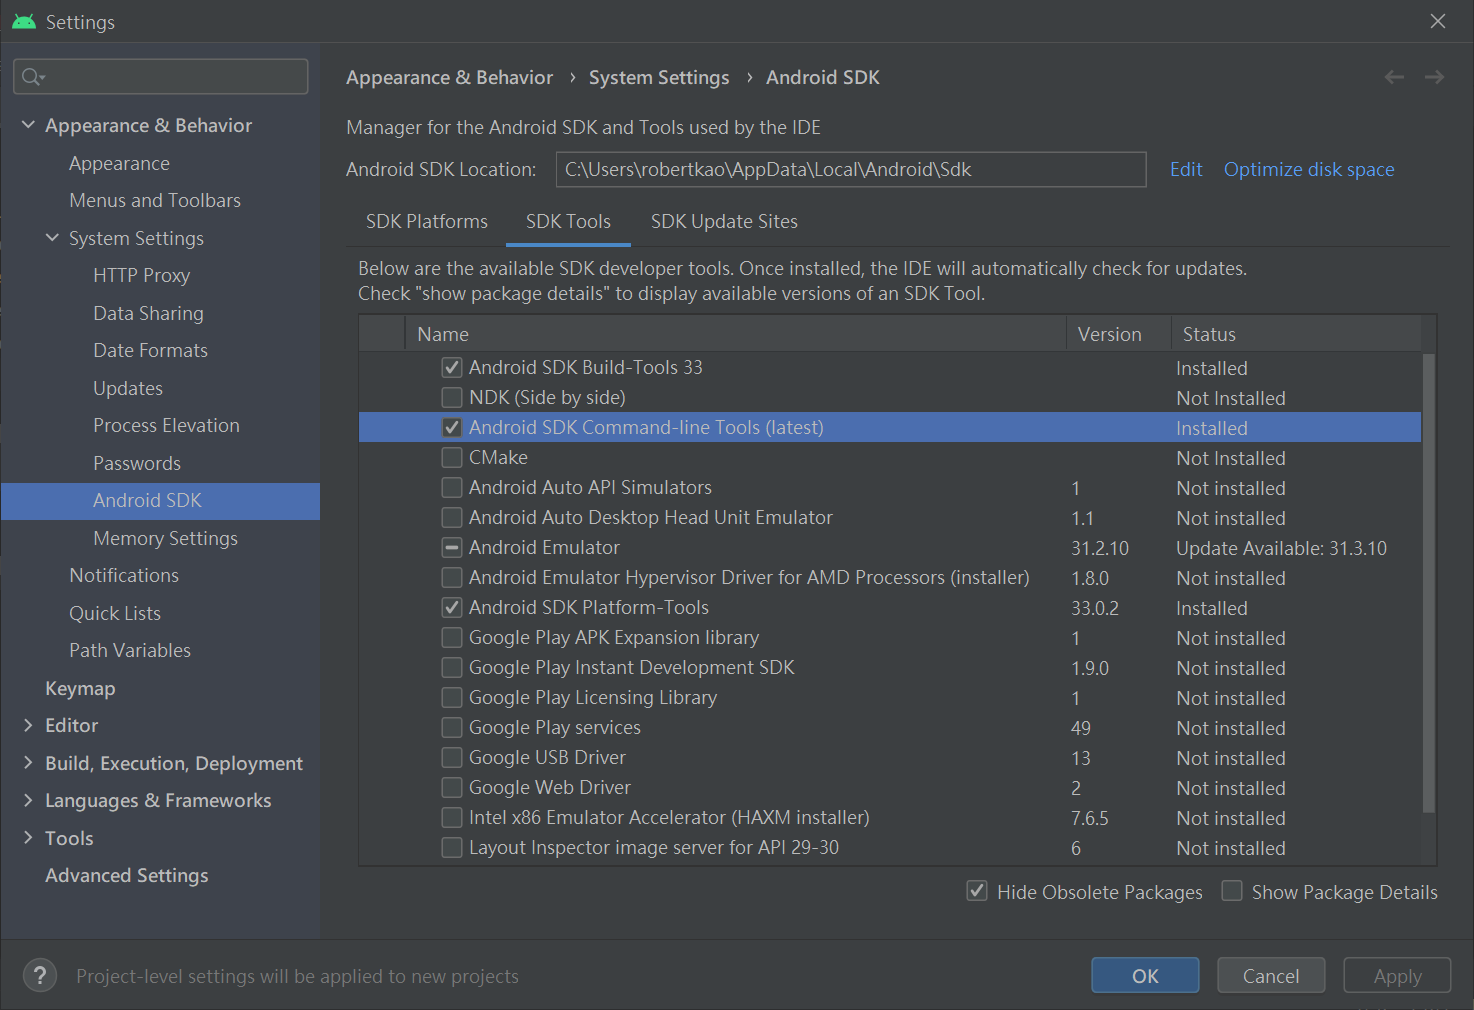 Settings
Appearance & Behavior
Appearance
Menus and Toolbars
System Settings
HTTP Proxy
Data Sharing
Date Formats
Updates
Process Elevation
Passwords
Android SDK
Memory Settings
Notifications
Quick Lists
Path Variables
Keymap
Editor
Build, Execution, Deployment
Languages & Frameworks
Tools
Advanced Settings
Appearance & Behavior › System Settings › Android SDK
Manager for the Android SDK and Tools used by the IDE
Android SDK Location: C:\Users\robertkao\AppData\Local\Android\Sdk Edit Optimize disk space
SDK Platforms SDK Tools SDK Update Sites
Below are the available SDK developer tools. Once installed, the IDE will automatically check for updates.
Check "show package details" to display available versions of an SDK Tool.
Name Version Status
Android SDK Build-Tools 33 Installed
NDK (Side by side) Not Installed
Android SDK Command-line Tools (latest) Installed
CMake Not Installed
Android Auto API Simulators 1 Not installed
Android Auto Desktop Head Unit Emulator 1.1 Not installed
Android Emulator 31.2.10 Update Available: 31.3.10
Android Emulator Hypervisor Driver for AMD Processors (installer) 1.8.0 Not installed
Android SDK Platform-Tools 33.0.2 Installed
Google Play APK Expansion library 1 Not installed
Google Play Instant Development SDK 1.9.0 Not installed
Google Play Licensing Library 1 Not installed
Google Play services 49 Not installed
Google USB Driver 13 Not installed
Google Web Driver 2 Not installed
Intel x86 Emulator Accelerator (HAXM installer) 7.6.5 Not installed
Layout Inspector image server for API 29-30 6 Not installed
Hide Obsolete Packages Show Package Details
? Project-level settings will be applied to new projects
OK Cancel Apply